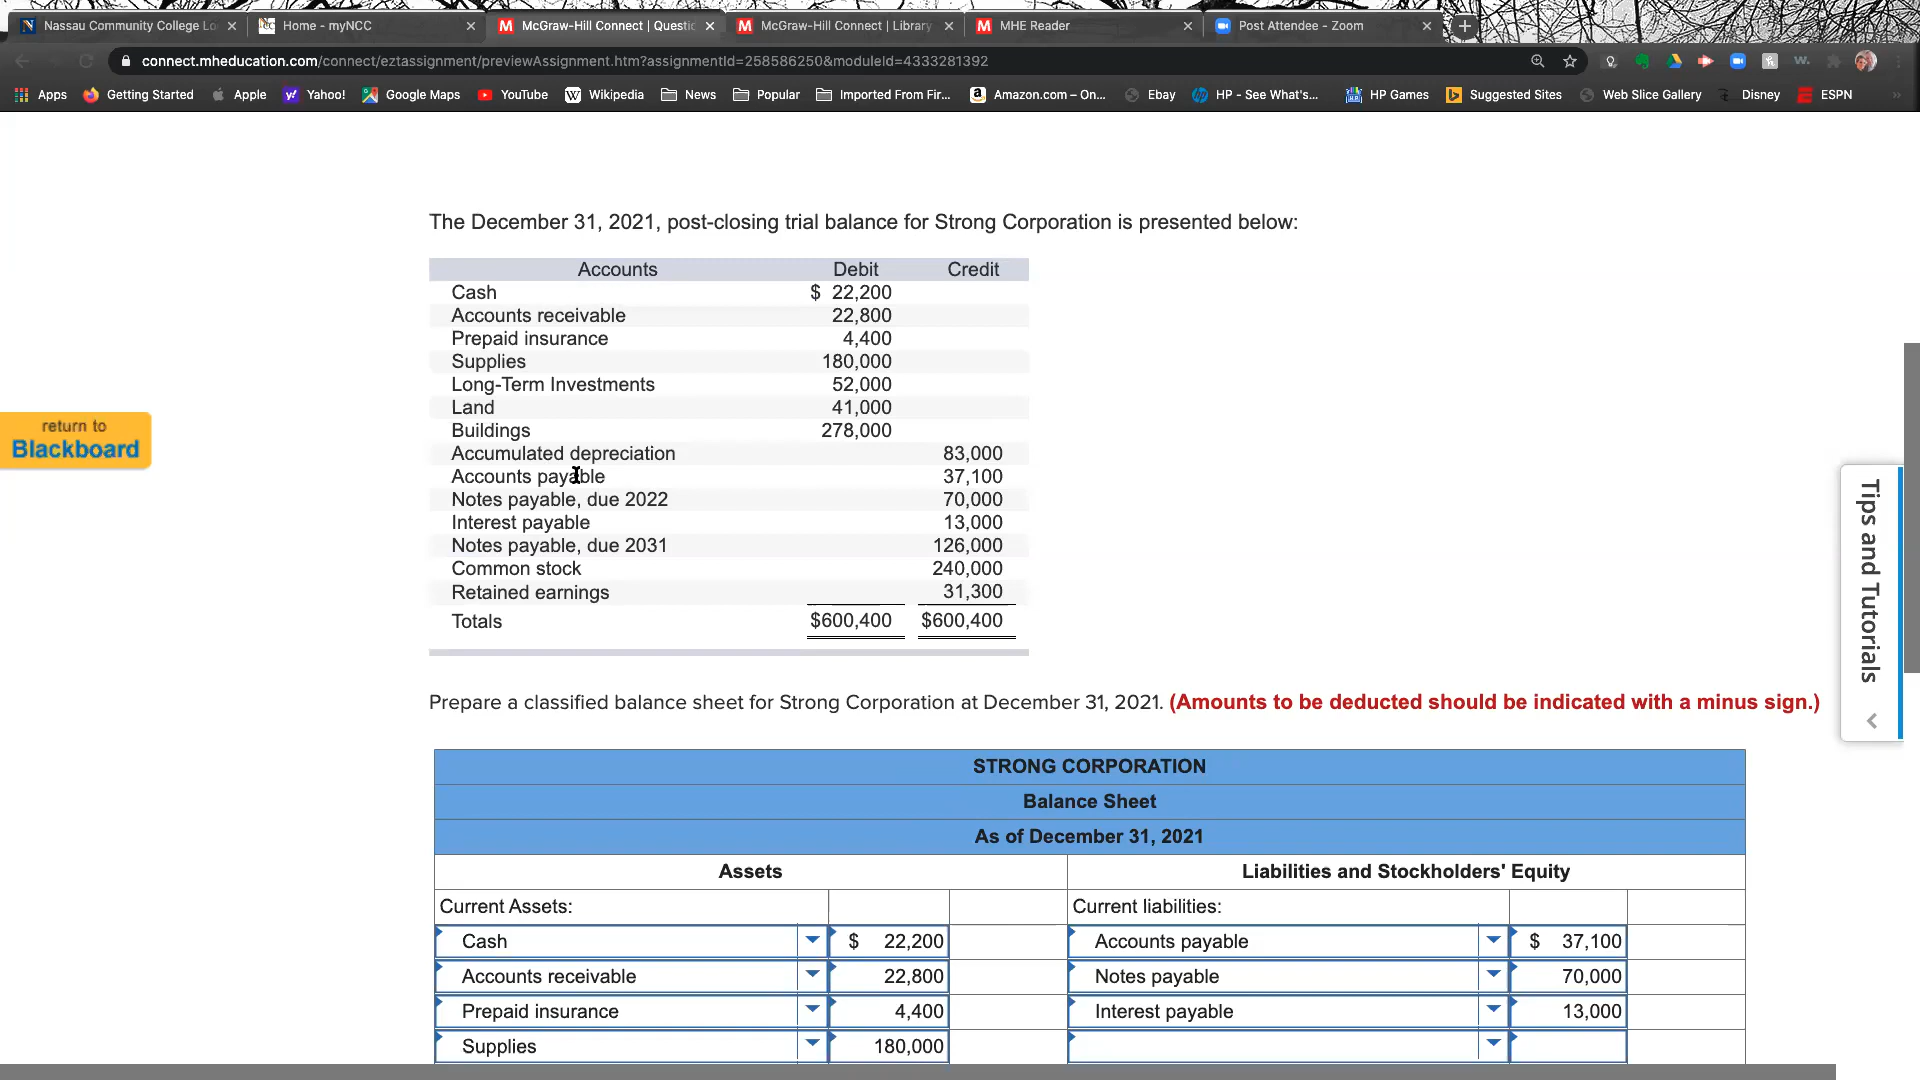 Nassau Community College Lo
Home - myNCC
McGraw-Hill Connect | Questic
McGraw-Hill Connect | Library
MHE Reader
Post Attendee - Zoom
connect.mheducation.com/connect/eztassignment/previewAssignment.htm?assignmentId=258586250&moduleId=4333281392
Apps Getting Started Apple Yahoo! Google Maps YouTube Wikipedia News Popular Imported From Fir... Amazon.com – On... Ebay HP - See What's... HP Games Suggested Sites Web Slice Gallery Disney ESPN
The December 31, 2021, post-closing trial balance for Strong Corporation is presented below:
Accounts Debit Credit
Cash $ 22,200
Accounts receivable 22,800
Prepaid insurance 4,400
Supplies 180,000
Long-Term Investments 52,000
Land 41,000
Buildings 278,000
Accumulated depreciation 83,000
Accounts payable 37,100
Notes payable, due 2022 70,000
Interest payable 13,000
Notes payable, due 2031 126,000
Common stock 240,000
Retained earnings 31,300
Totals $600,400 $600,400
return to
Blackboard
Tips and Tutorials
Prepare a classified balance sheet for Strong Corporation at December 31, 2021. (Amounts to be deducted should be indicated with a minus sign.)
STRONG CORPORATION
Balance Sheet
As of December 31, 2021
Assets Liabilities and Stockholders' Equity
Current Assets: Current liabilities:
Cash $ 22,200 Accounts payable $ 37,100
Accounts receivable 22,800 Notes payable 70,000
Prepaid insurance 4,400 Interest payable 13,000
Supplies 180,000